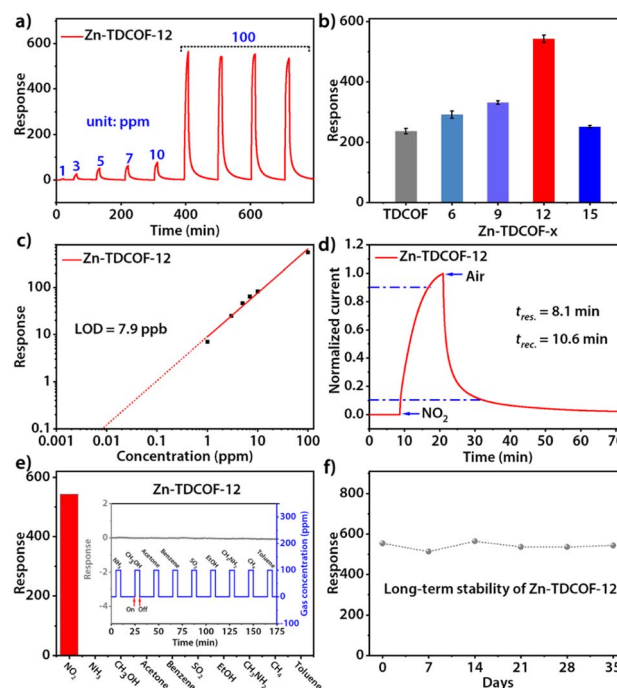 a)
Zn-TDCOF-12
100
unit: ppm
1 3 5 7 10
600
400
200
0
Response
0 200 400 600
Time (min)
b)
600
400
200
0
Response
TDCOF 6 9 12 15
Zn-TDCOF-x
c)
Zn-TDCOF-12
LOD = 7.9 ppb
1000
100
10
1
0.1
Response
0.001 0.01 0.1 1 10 100
Concentration (ppm)
d)
Zn-TDCOF-12
Air
tres. = 8.1 min
trec. = 10.6 min
NO2
1.2
1.0
0.8
0.6
0.4
0.2
0.0
Normalized current
0 10 20 30 40 50 60 70
Time (min)
e)
Zn-TDCOF-12
600
400
200
0
Response
2
0
-2
-4
Response
NH3 CH3OH Acetone Benzene SO2 EtOH CH3NH2 CH4 Toluene
On Off
300
200
100
0
100
Gas concentration (ppm)
0 25 50 75 100 125 150 175
Time (min)
NO2 NH3 CH3OH Acetone Benzene SO2 EtOH CH3NH2 CH4 Toluene
f)
800
600
400
200
0
Response
Long-term stability of Zn-TDCOF-12
0 7 14 21 28 35
Days